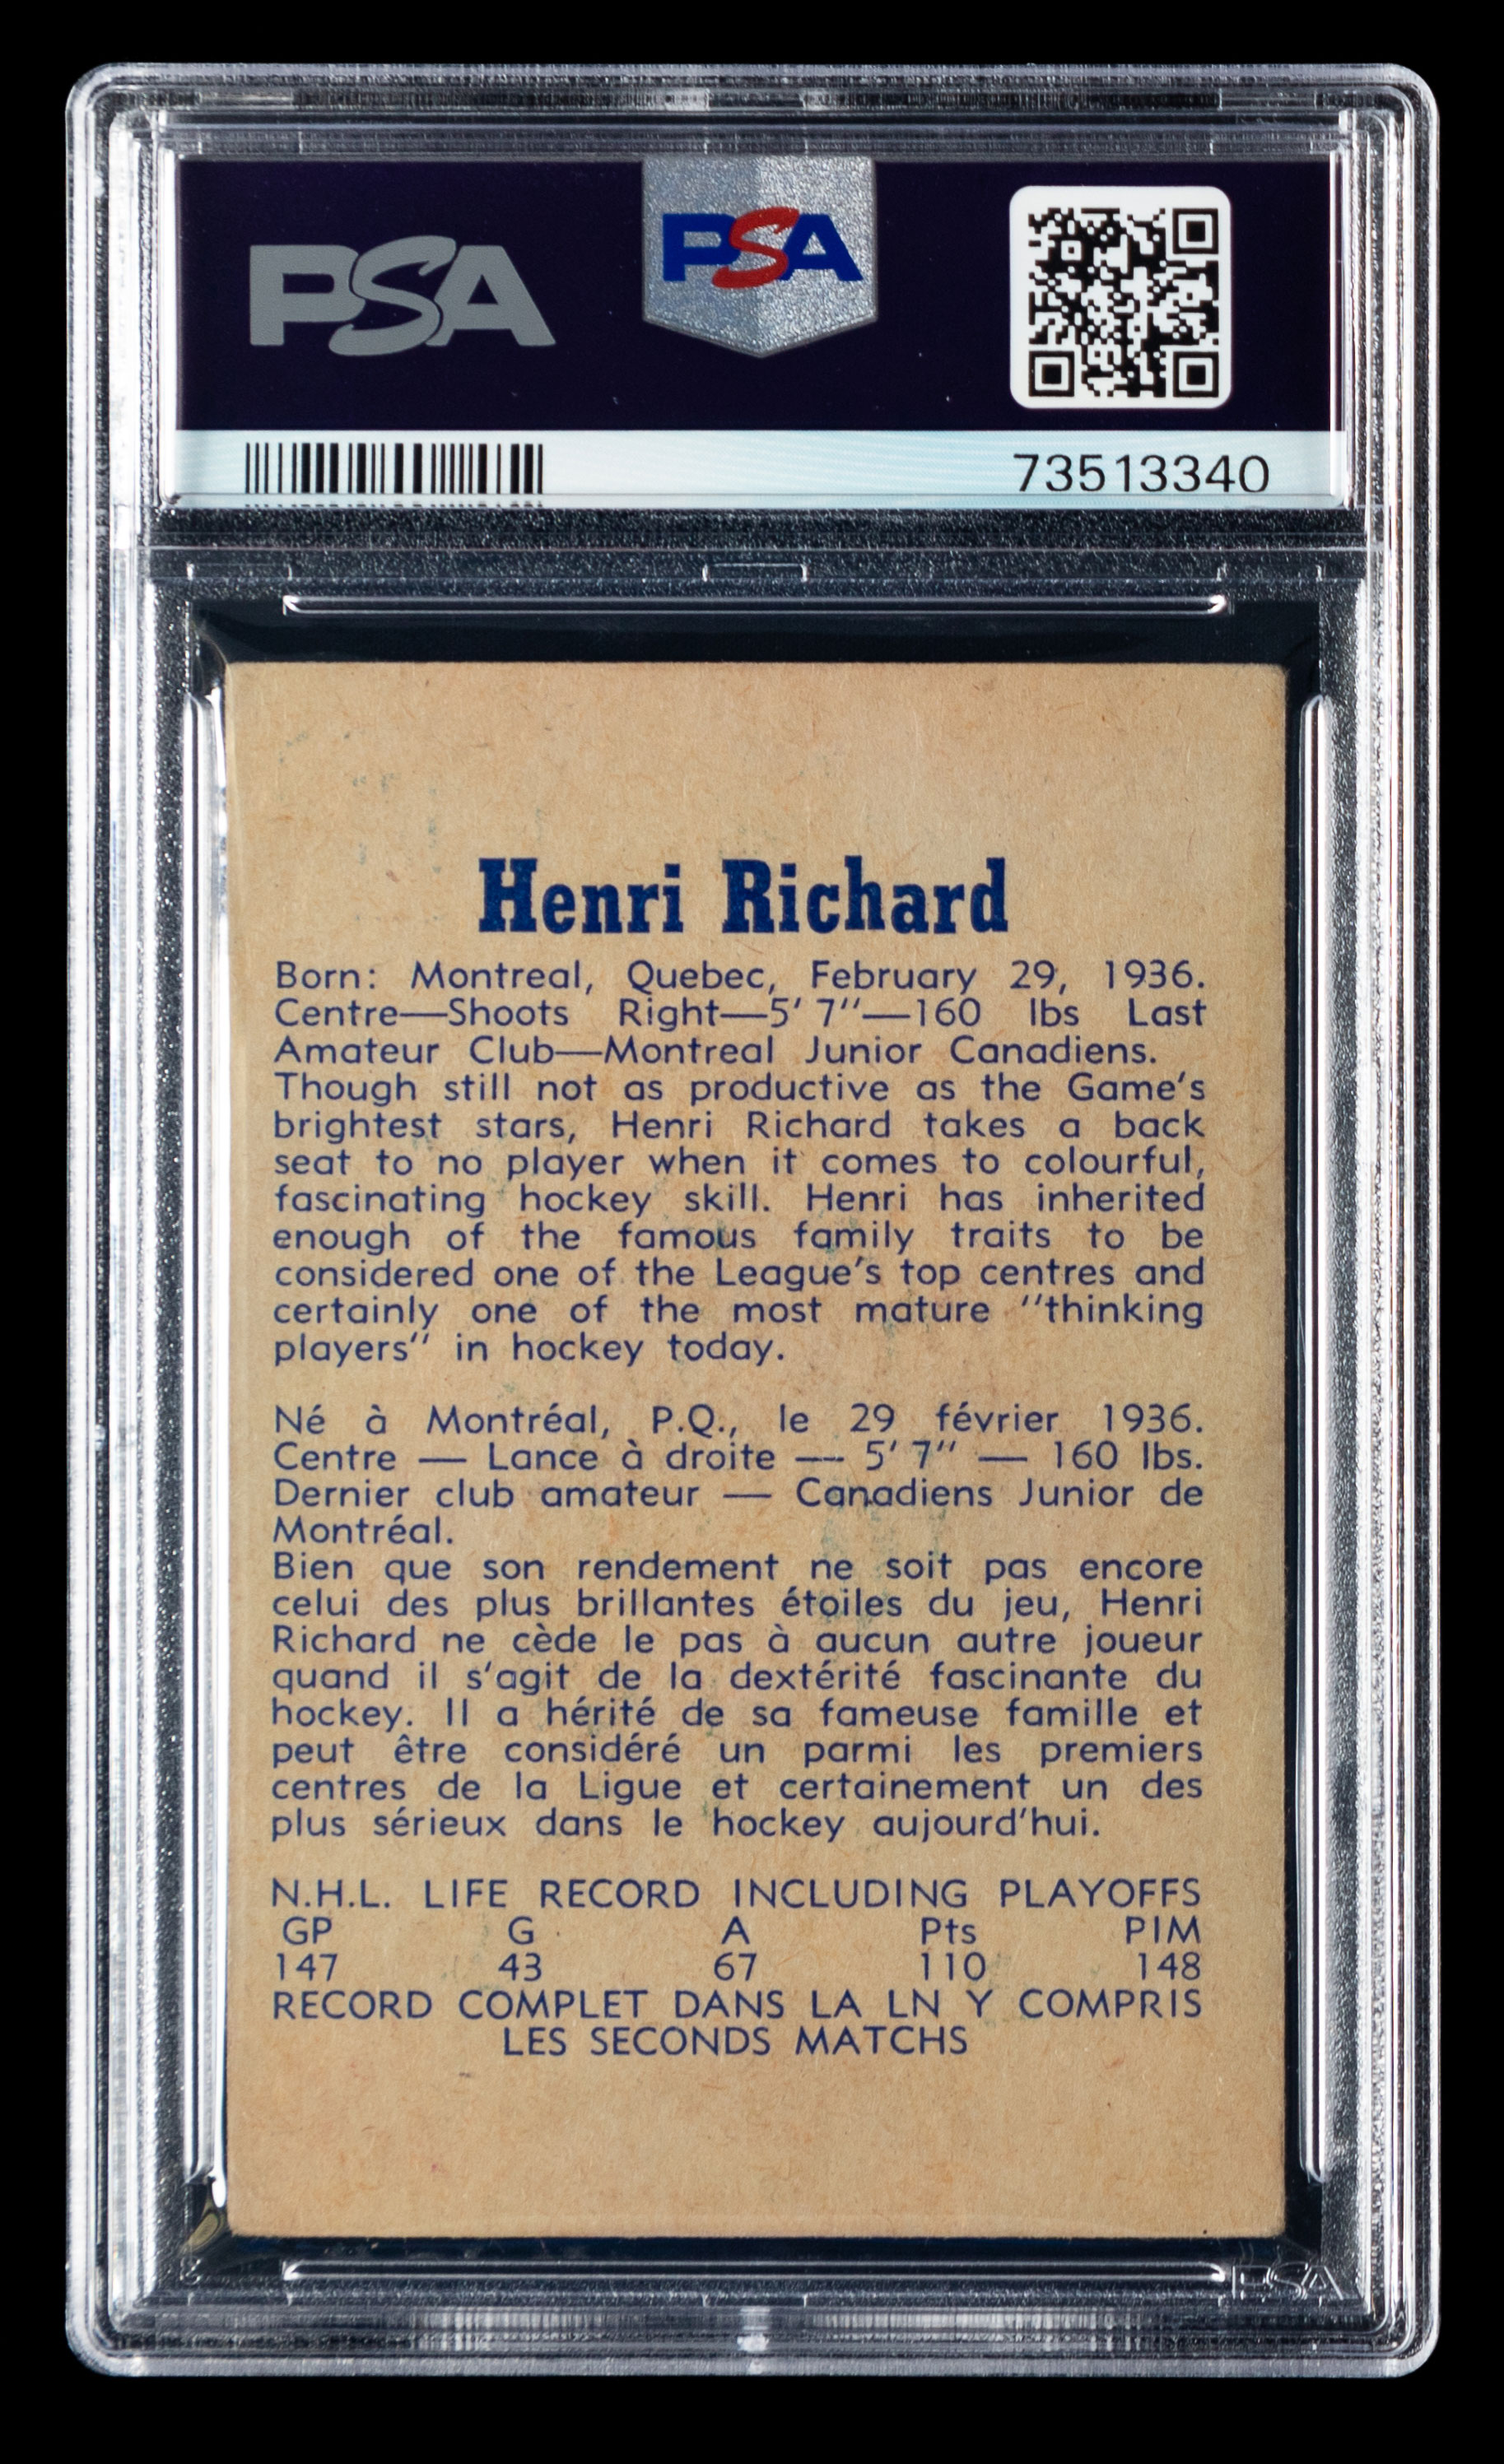 PSA
PSA
73513340
Henri Richard
Born: Montreal, Quebec, February 29, 1936.
Centre—Shoots Right—5' 7"—160 lbs Last
Amateur Club—Montreal Junior Canadiens.
Though still not as productive as the Game's
brightest stars, Henri Richard takes a back
seat to no player when it comes to colourful,
fascinating hockey skill. Henri has inherited
enough of the famous family traits to be
considered one of the League's top centres and
certainly one of the most mature "thinking
players" in hockey today.
Né à Montréal, P.Q., le 29 février 1936.
Centre — Lance à droite — 5' 7" — 160 lbs.
Dernier club amateur — Canadiens Junior de
Montréal.
Bien que son rendement ne soit pas encore
celui des plus brillantes étoiles du jeu, Henri
Richard ne cède le pas à aucun autre joueur
quand il s'agit de la dextérité fascinante du
hockey. Il a hérité de sa fameuse famille et
peut être considéré un parmi les premiers
centres de la Ligue et certainement un des
plus sérieux dans le hockey aujourd'hui.
N.H.L. LIFE RECORD INCLUDING PLAYOFFS
GP G A Pts PIM
147 43 67 110 148
RECORD COMPLET DANS LA LN Y COMPRIS
LES SECONDS MATCHS
PSA